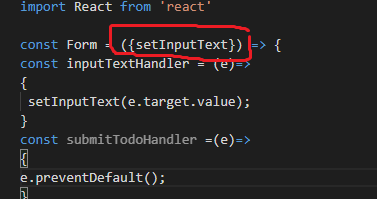 import React from 'react'
const Form = ({setInputText}) => {
const inputTextHandler = (e)=>
{
setInputText(e.target.value);
}
const submitTodoHandler =(e)=>
{
e.preventDefault();
}